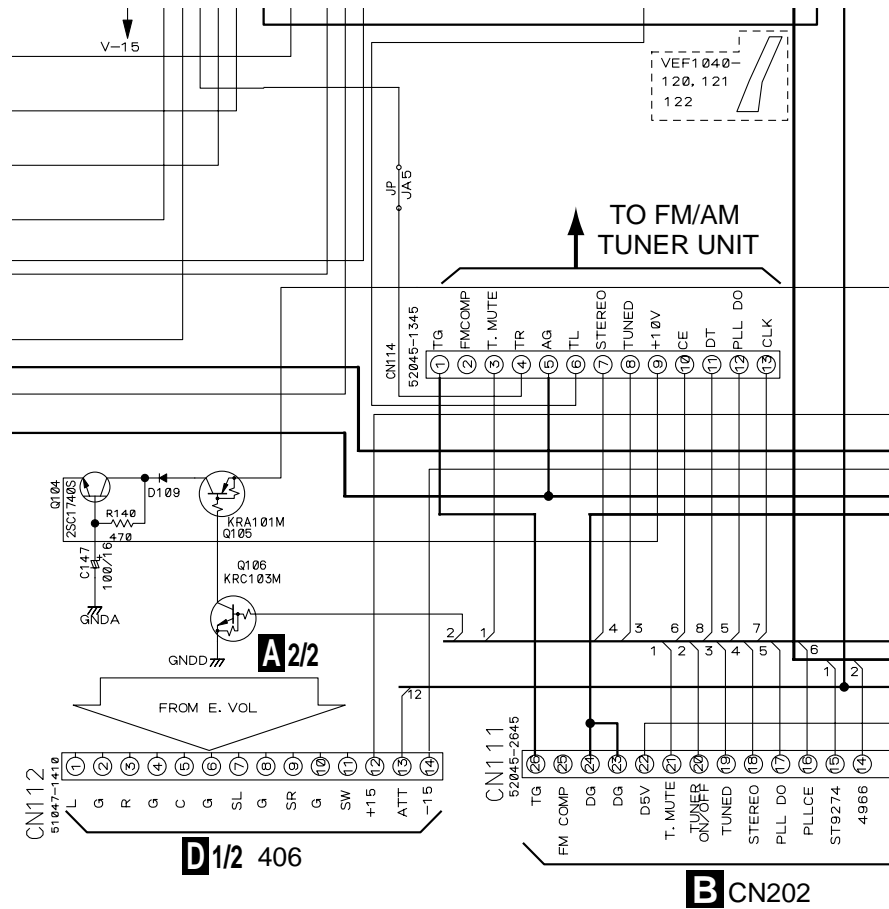 V-15
VEF1040-
120, 121
122
JP
JA5
TO FM/AM
TUNER UNIT
CN114
52045-1345
TG
FMCOMP
T. MUTE
TR
AG
TL
STEREO
TUNED
+10V
CE
DT
PLL DO
CLK
1 2 3 4 5 6 7 8 9 10 11 12 13
Q104
2SC1740S
D109
R140
470
KRA101M
Q105
C147
100/16
+
GNDA
Q106
KRC103M
GNDD
A 2/2
2 1 4 3 6 8 5 7
1 2 3 4 5 6 1 2
12
FROM E. VOL
CN112
51047-1410
1 2 3 4 5 6 7 8 9 10 11 12 13 14
L
G
R
G
C
G
SL
G
SR
G
SW
+15
ATT
-15
D 1/2 406
CN111
52045-2645
26 25 24 23 22 21 20 19 18 17 16 15 14
TG
FM COMP
DG
DG
D5V
T. MUTE
TUNER
ON/OFF
TUNED
STEREO
PLL DO
PLLCE
ST9274
4966
B CN202